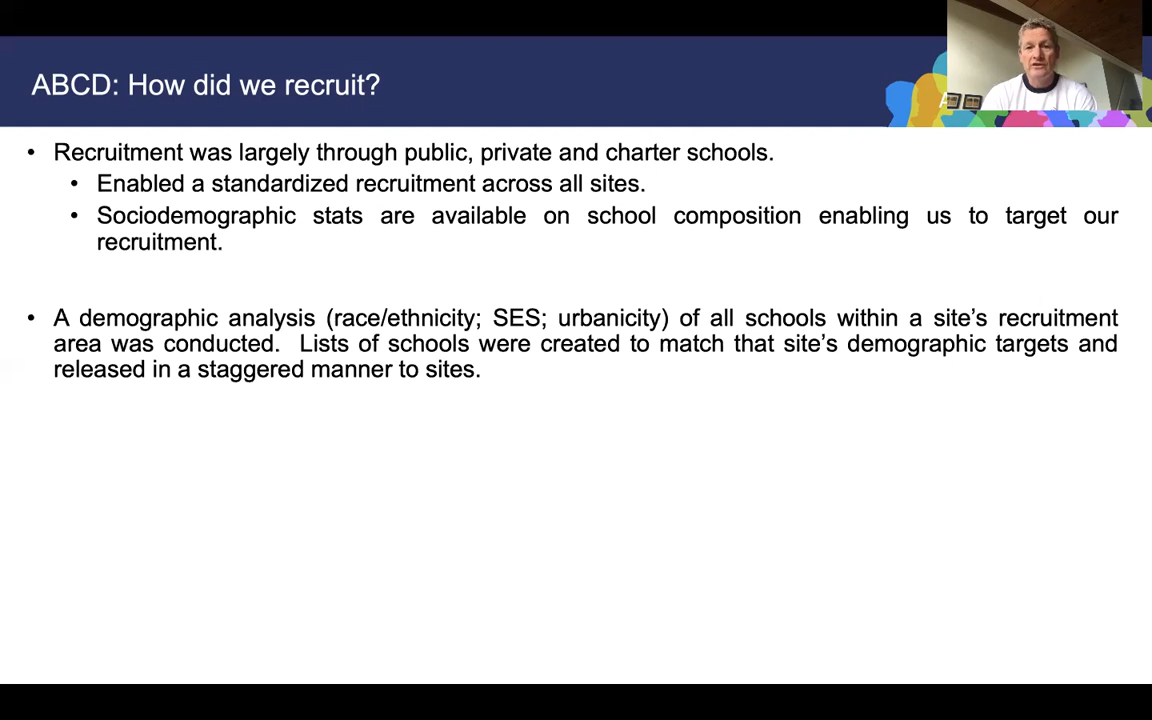 ABCD: How did we recruit?
• Recruitment was largely through public, private and charter schools.
• Enabled a standardized recruitment across all sites.
• Sociodemographic stats are available on school composition enabling us to target our
recruitment.
• A demographic analysis (race/ethnicity; SES; urbanicity) of all schools within a site's recruitment
area was conducted. Lists of schools were created to match that site's demographic targets and
released in a staggered manner to sites.